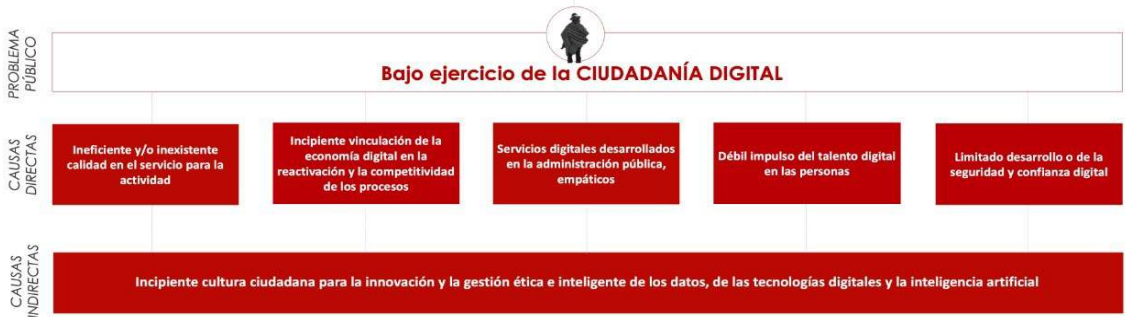 PROBLEMA
PÚBLICO
Bajo ejercicio de la CIUDADANÍA DIGITAL
CAUSAS
DIRECTAS
Ineficiente y/o inexistente
calidad en el servicio para la
actividad
Incipiente vinculación de la
economía digital en la
reactivación y la competitividad
de los procesos
Servicios digitales desarrollados
en la administración pública,
empáticos
Débil impulso del talento digital
en las personas
Limitado desarrollo o de la
seguridad y confianza digital
CAUSAS
INDIRECTAS
Incipiente cultura ciudadana para la innovación y la gestión ética e inteligente de los datos, de las tecnologías digitales y la inteligencia artificial